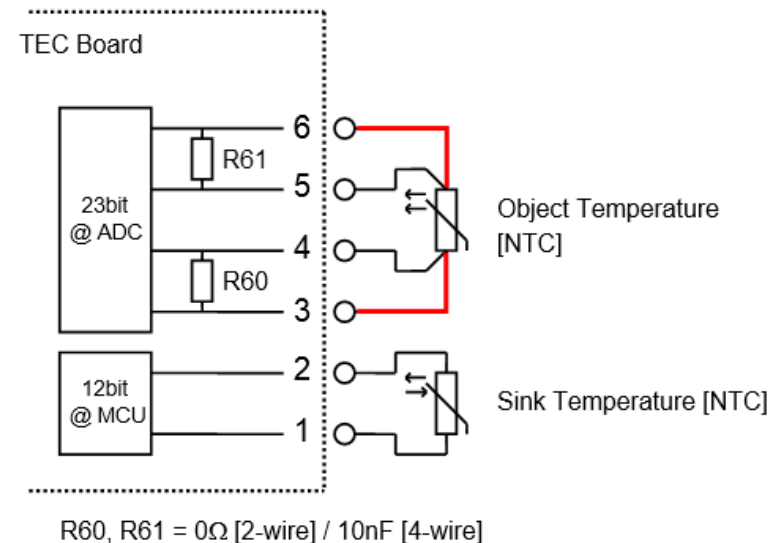 TEC Board
6
R61
5
23bit
@ ADC
Object Temperature
[NTC]
4
R60
3
2
12bit
@ MCU
Sink Temperature [NTC]
1
R60, R61 = 0Ω [2-wire] / 10nF [4-wire]